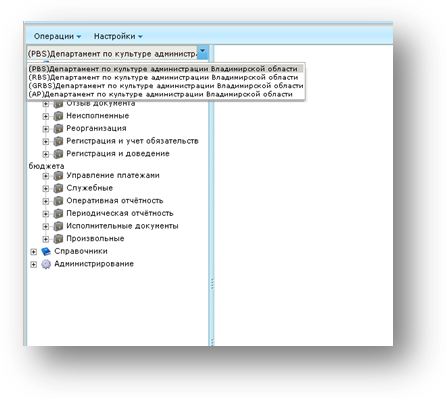 Операции Настройки
(PBS)Департамент по культуре администр.
(PBS)Департамент по культуре администрации Владимирской области
(RBS)Департамент по культуре администрации Владимирской области
(GRBS)Департамент по культуре администрации Владимирской области
(AP)Департамент по культуре администрации Владимирской области
Отзыв документа
Неисполненные
Реорганизация
Регистрация и учет обязательств
Регистрация и доведение
бюджета
Управление платежами
Служебные
Оперативная отчётность
Периодическая отчётность
Исполнительные документы
Произвольные
Справочники
Администрирование